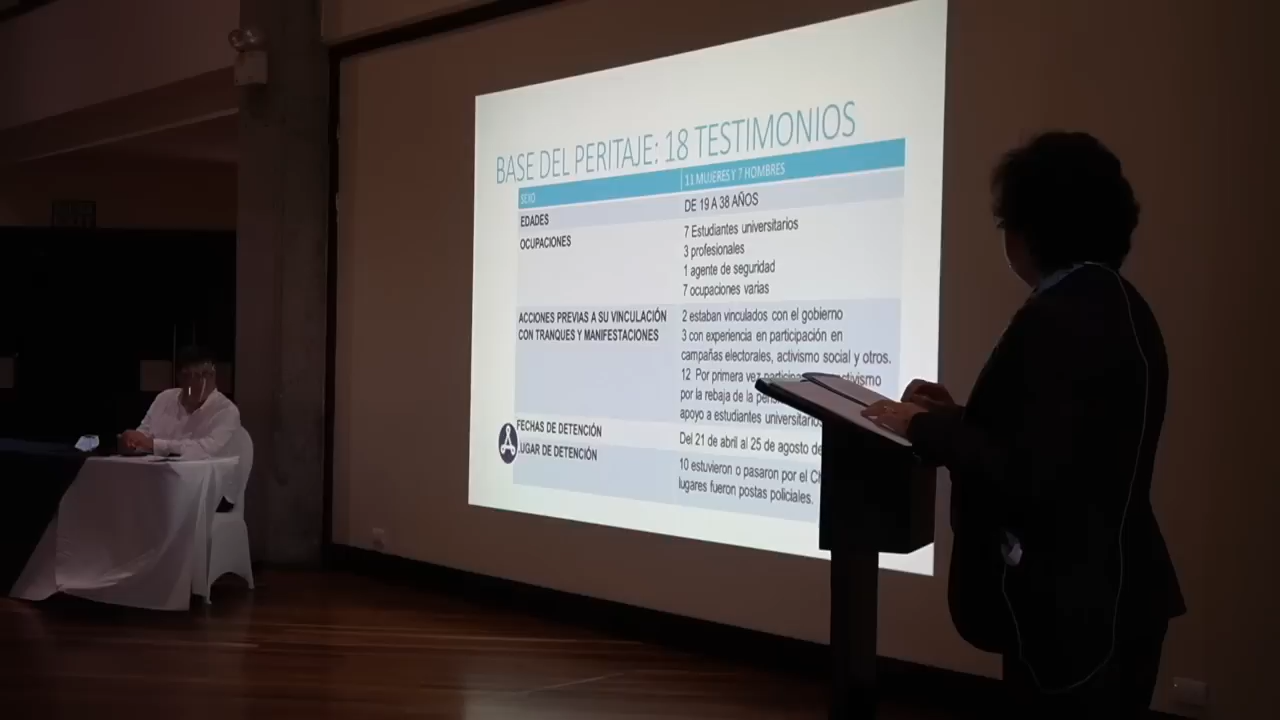 BASE DEL PERITAJE: 18 TESTIMONIOS
SEXO
11 MUJERES Y 7 HOMBRES
EDADES
DE 19 A 38 AÑOS
OCUPACIONES
7 Estudiantes universitarios
3 profesionales
1 agente de seguridad
7 ocupaciones varias
ACCIONES PREVIAS A SU VINCULACIÓN
CON TRANQUES Y MANIFESTACIONES
2 estaban vinculados con el gobierno
3 con experiencia en participación en
campañas electorales, activismo social y otros.
12 Por primera vez
por la rebaja de la
apoyo a estudiantes
FECHAS DE DETENCIÓN
Del 21 de abril al 25 de agosto
LUGAR DE DETENCIÓN
10 estuvieron o pasaron por el
lugares fueron postas policiales.